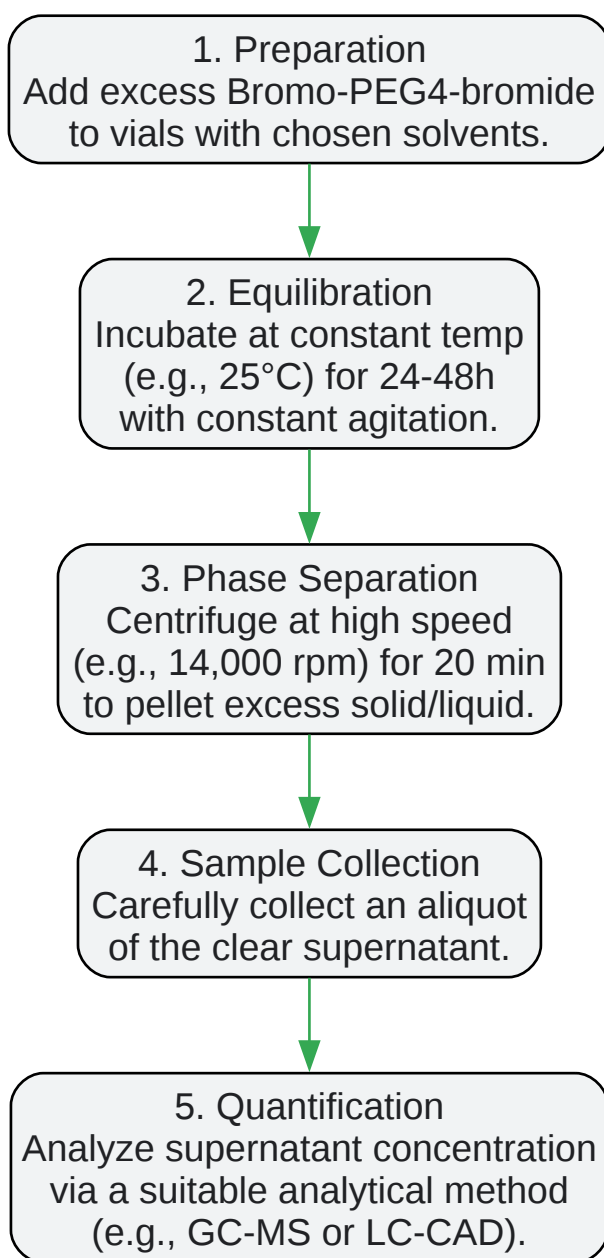 1. Preparation
Add excess Bromo-PEG4-bromide
to vials with chosen solvents.
2. Equilibration
Incubate at constant temp
(e.g., 25°C) for 24-48h
with constant agitation.
3. Phase Separation
Centrifuge at high speed
(e.g., 14,000 rpm) for 20 min
to pellet excess solid/liquid.
4. Sample Collection
Carefully collect an aliquot
of the clear supernatant.
5. Quantification
Analyze supernatant concentration
via a suitable analytical method
(e.g., GC-MS or LC-CAD).